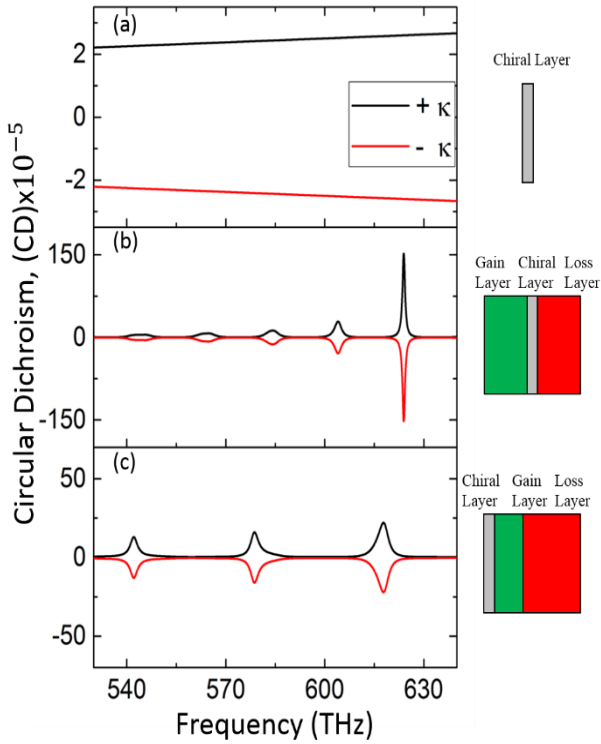 Circular Dichroism, (CD)x10⁻⁵
(a)
2
0
-2
+ κ
- κ
Chiral Layer
(b)
150
0
-150
Gain Chiral Loss
Layer Layer Layer
(c)
50
0
-50
Chiral Gain Loss
Layer Layer Layer
540 570 600 630
Frequency (THz)